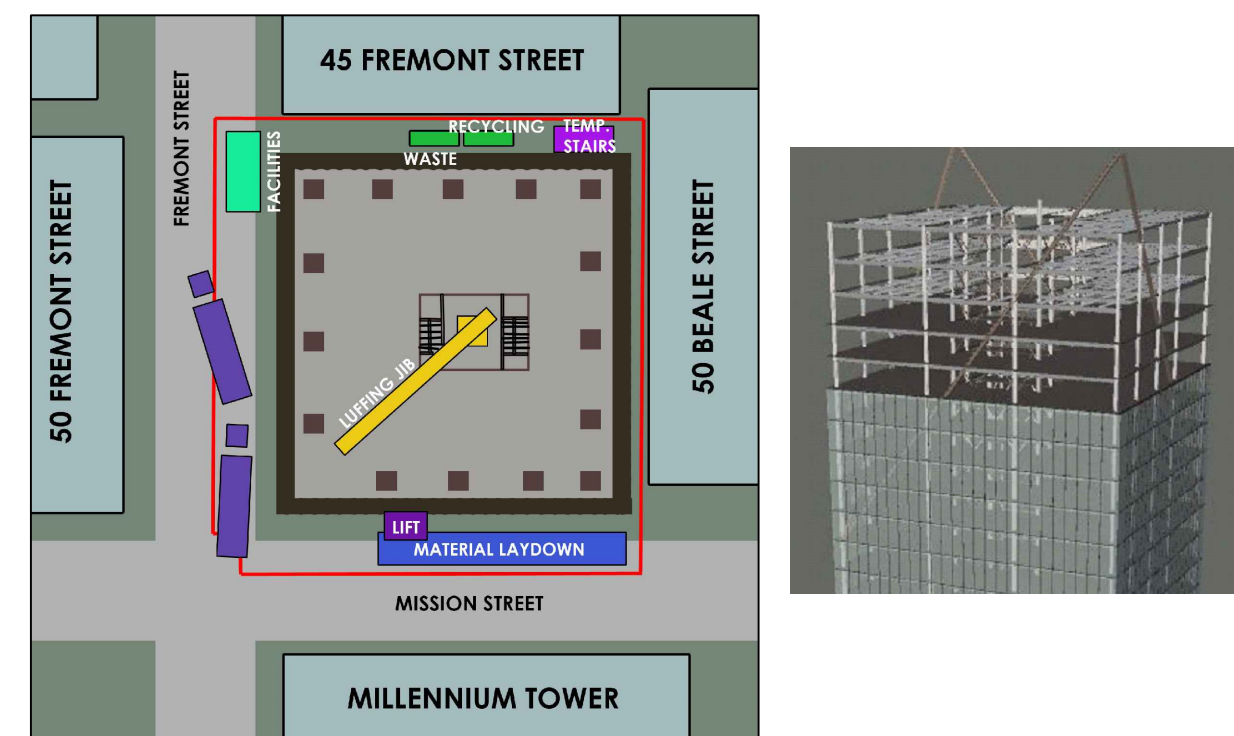 45 FREMONT STREET
FREMONT STREET
RECYCLING
TEMP.
STAIRS
WASTE
FACILITIES
50 FREMONT STREET
50 BEALE STREET
LUFFING JIB
LIFT
MATERIAL LAYDOWN
MISSION STREET
MILLENNIUM TOWER